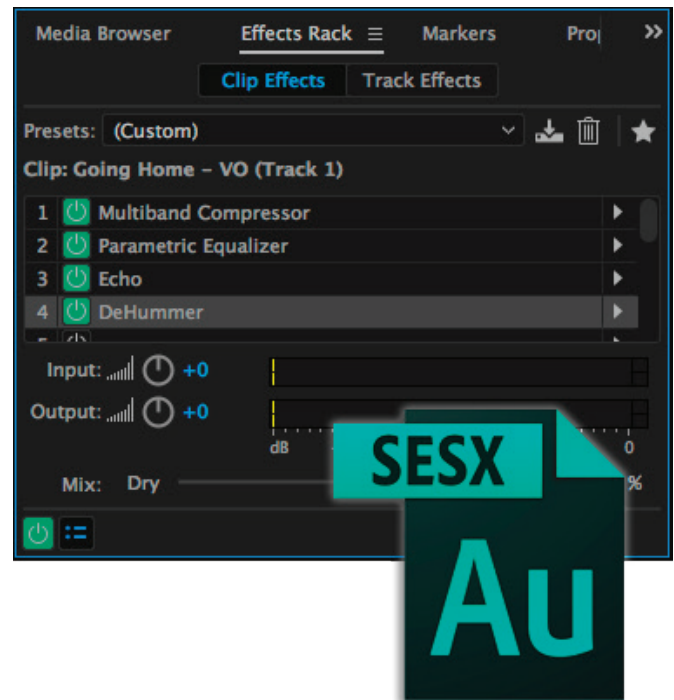 Media Browser Effects Rack Markers
Clip Effects Track Effects
Presets: (Custom)
Clip: Going Home – VO (Track 1)
1 Multiband Compressor
2 Parametric Equalizer
3 Echo
4 DeHummer
Input: +0
Output: +0
dB 0
Mix: Dry %
SESX
Au